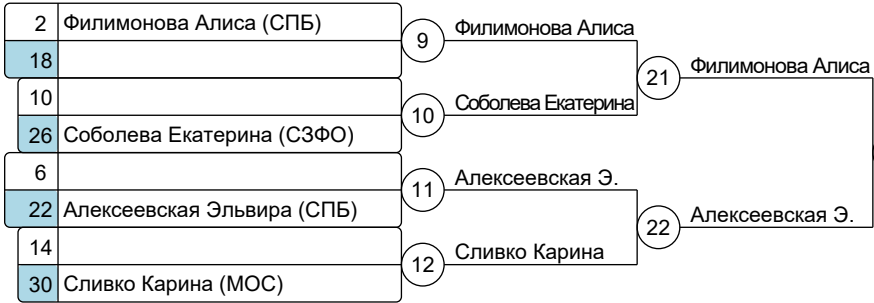 2 Филимонова Алиса (СПБ)
18
9 Филимонова Алиса
10
26 Соболева Екатерина (СЗФО)
10 Соболева Екатерина
21 Филимонова Алиса
6
22 Алексеевская Эльвира (СПБ)
11 Алексеевская Э.
14
30 Сливко Карина (МОС)
12 Сливко Карина
22 Алексеевская Э.